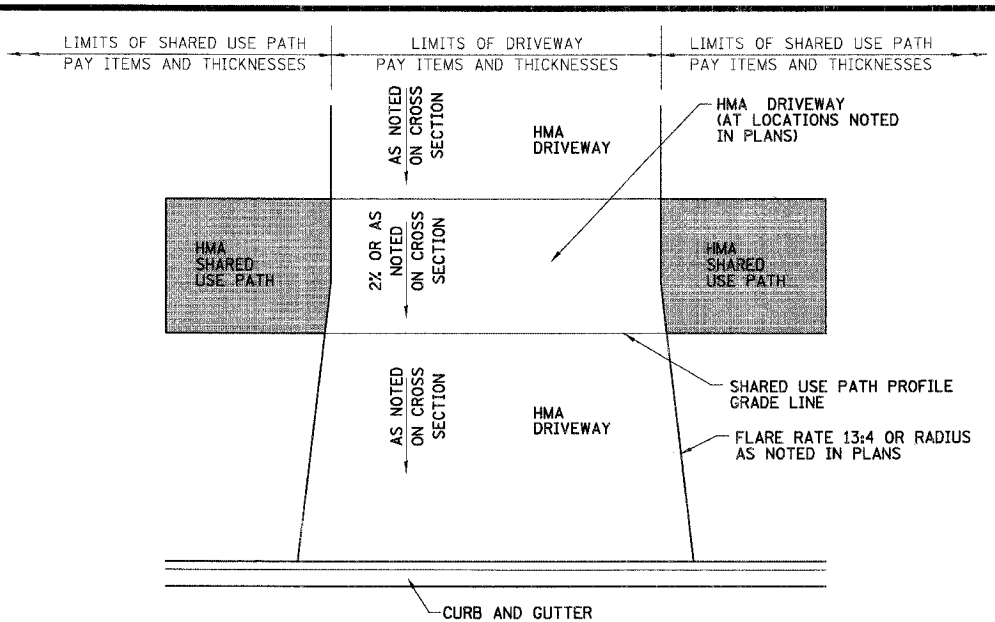 LIMITS OF SHARED USE PATH
PAY ITEMS AND THICKNESSES
LIMITS OF DRIVEWAY
PAY ITEMS AND THICKNESSES
LIMITS OF SHARED USE PATH
PAY ITEMS AND THICKNESSES
AS NOTED
ON CROSS
SECTION
HMA
DRIVEWAY
HMA DRIVEWAY
(AT LOCATIONS NOTED
IN PLANS)
HMA
SHARED
USE PATH
2% OR AS
NOTED
ON CROSS
SECTION
HMA
SHARED
USE PATH
AS NOTED
ON CROSS
SECTION
HMA
DRIVEWAY
SHARED USE PATH PROFILE
GRADE LINE
FLARE RATE 13:4 OR RADIUS
AS NOTED IN PLANS
CURB AND GUTTER